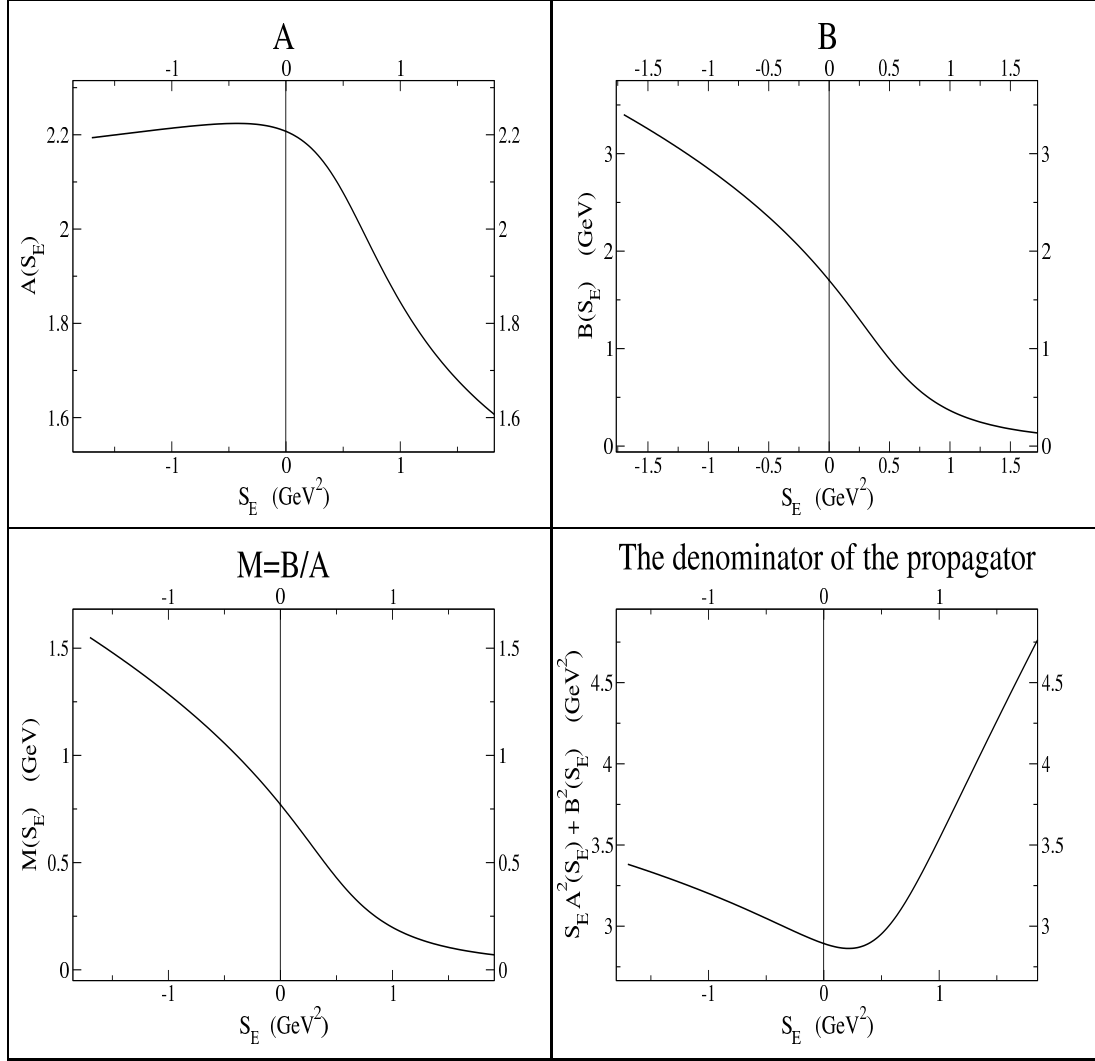 A
-1 0 1
2.2 2.2
2 2
1.8 1.8
1.6 1.6
A(S_E)
-1 0 1
S_E (GeV^2)
B
-1.5 -1 -0.5 0 0.5 1 1.5
3 3
2 2
1 1
0 0
B(S_E) (GeV)
-1.5 -1 -0.5 0 0.5 1 1.5
S_E (GeV^2)
M=B/A
-1 0 1
1.5 1.5
1 1
0.5 0.5
0 0
M(S_E) (GeV)
-1 0 1
S_E (GeV^2)
The denominator of the propagator
-1 0 1
4.5 4.5
4 4
3.5 3.5
3 3
S_E A^2(S_E) + B^2(S_E) (GeV^2)
-1 0 1
S_E (GeV^2)